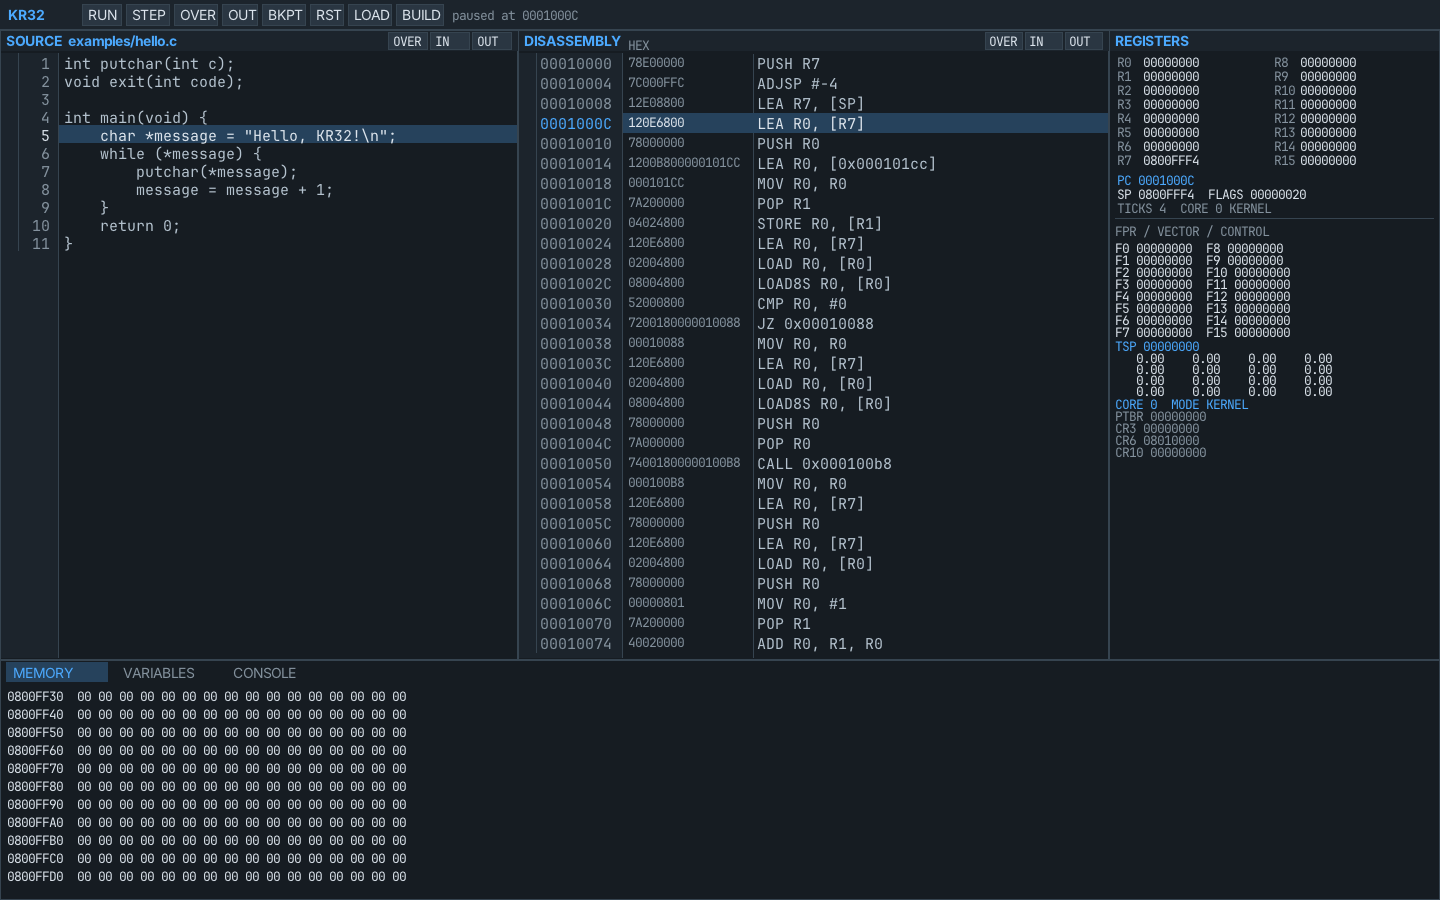 KR32 RUN STEP OVER OUT BKPT RST LOAD BUILD paused at 0001000C
SOURCE examples/hello.c OVER IN OUT
1 int putchar(int c);
2 void exit(int code);
3
4 int main(void) {
5     char *message = "Hello, KR32!\n";
6     while (*message) {
7         putchar(*message);
8         message = message + 1;
9     }
10     return 0;
11 }
DISASSEMBLY HEX OVER IN OUT
00010000 78E00000 PUSH R7
00010004 7C000FFC ADJSP #-4
00010008 12E08800 LEA R7, [SP]
0001000C 120E6800 LEA R0, [R7]
00010010 78000000 PUSH R0
00010014 1200B800000101CC LEA R0, [0x000101cc]
00010018 000101CC MOV R0, R0
0001001C 7A200000 POP R1
00010020 04024800 STORE R0, [R1]
00010024 120E6800 LEA R0, [R7]
00010028 02004800 LOAD R0, [R0]
0001002C 08004800 LOAD8S R0, [R0]
00010030 52000800 CMP R0, #0
00010034 7200180000010088 JZ 0x00010088
00010038 00010088 MOV R0, R0
0001003C 120E6800 LEA R0, [R7]
00010040 02004800 LOAD R0, [R0]
00010044 08004800 LOAD8S R0, [R0]
00010048 78000000 PUSH R0
0001004C 7A000000 POP R0
00010050 74001800000100B8 CALL 0x000100b8
00010054 000100B8 MOV R0, R0
00010058 120E6800 LEA R0, [R7]
0001005C 78000000 PUSH R0
00010060 120E6800 LEA R0, [R7]
00010064 02004800 LOAD R0, [R0]
00010068 78000000 PUSH R0
0001006C 00000801 MOV R0, #1
00010070 7A200000 POP R1
00010074 40020000 ADD R0, R1, R0
REGISTERS
R0 00000000 R8 00000000
R1 00000000 R9 00000000
R2 00000000 R10 00000000
R3 00000000 R11 00000000
R4 00000000 R12 00000000
R5 00000000 R13 00000000
R6 00000000 R14 00000000
R7 0800FFF4 R15 00000000
PC 0001000C
SP 0800FFF4 FLAGS 00000020
TICKS 4 CORE 0 KERNEL
FPR / VECTOR / CONTROL
F0 00000000 F8 00000000
F1 00000000 F9 00000000
F2 00000000 F10 00000000
F3 00000000 F11 00000000
F4 00000000 F12 00000000
F5 00000000 F13 00000000
F6 00000000 F14 00000000
F7 00000000 F15 00000000
TSP 00000000
0.00 0.00 0.00 0.00
0.00 0.00 0.00 0.00
0.00 0.00 0.00 0.00
0.00 0.00 0.00 0.00
CORE 0 MODE KERNEL
PTBR 00000000
CR3 00000000
CR6 08010000
CR10 00000000
MEMORY VARIABLES CONSOLE
0800FF30 00 00 00 00 00 00 00 00 00 00 00 00 00 00 00 00
0800FF40 00 00 00 00 00 00 00 00 00 00 00 00 00 00 00 00
0800FF50 00 00 00 00 00 00 00 00 00 00 00 00 00 00 00 00
0800FF60 00 00 00 00 00 00 00 00 00 00 00 00 00 00 00 00
0800FF70 00 00 00 00 00 00 00 00 00 00 00 00 00 00 00 00
0800FF80 00 00 00 00 00 00 00 00 00 00 00 00 00 00 00 00
0800FF90 00 00 00 00 00 00 00 00 00 00 00 00 00 00 00 00
0800FFA0 00 00 00 00 00 00 00 00 00 00 00 00 00 00 00 00
0800FFB0 00 00 00 00 00 00 00 00 00 00 00 00 00 00 00 00
0800FFC0 00 00 00 00 00 00 00 00 00 00 00 00 00 00 00 00
0800FFD0 00 00 00 00 00 00 00 00 00 00 00 00 00 00 00 00